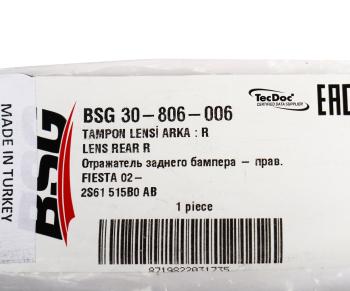 TecDoc
CERTIFIED DATA SUPPLIER
EAC
BSG
MADE IN TURKEY
BSG 30-806-006
TAMPON LENSİ ARKA : R
LENS REAR R
Отражатель заднего бампера - прав.
FIESTA 02-
2S61 515B0 AB
1 piece
8719822031735